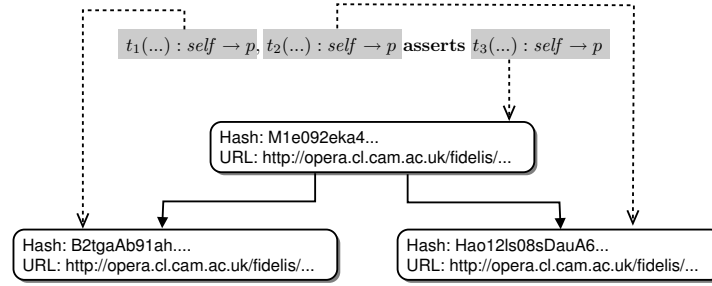 t₁(...) : self → p, t₂(...) : self → p asserts t₃(...) : self → p
Hash: M1e092eka4...
URL: http://opera.cl.cam.ac.uk/fidelis/...
Hash: B2tgaAb91ah....
URL: http://opera.cl.cam.ac.uk/fidelis/...
Hash: Hao12ls08sDauA6...
URL: http://opera.cl.cam.ac.uk/fidelis/...